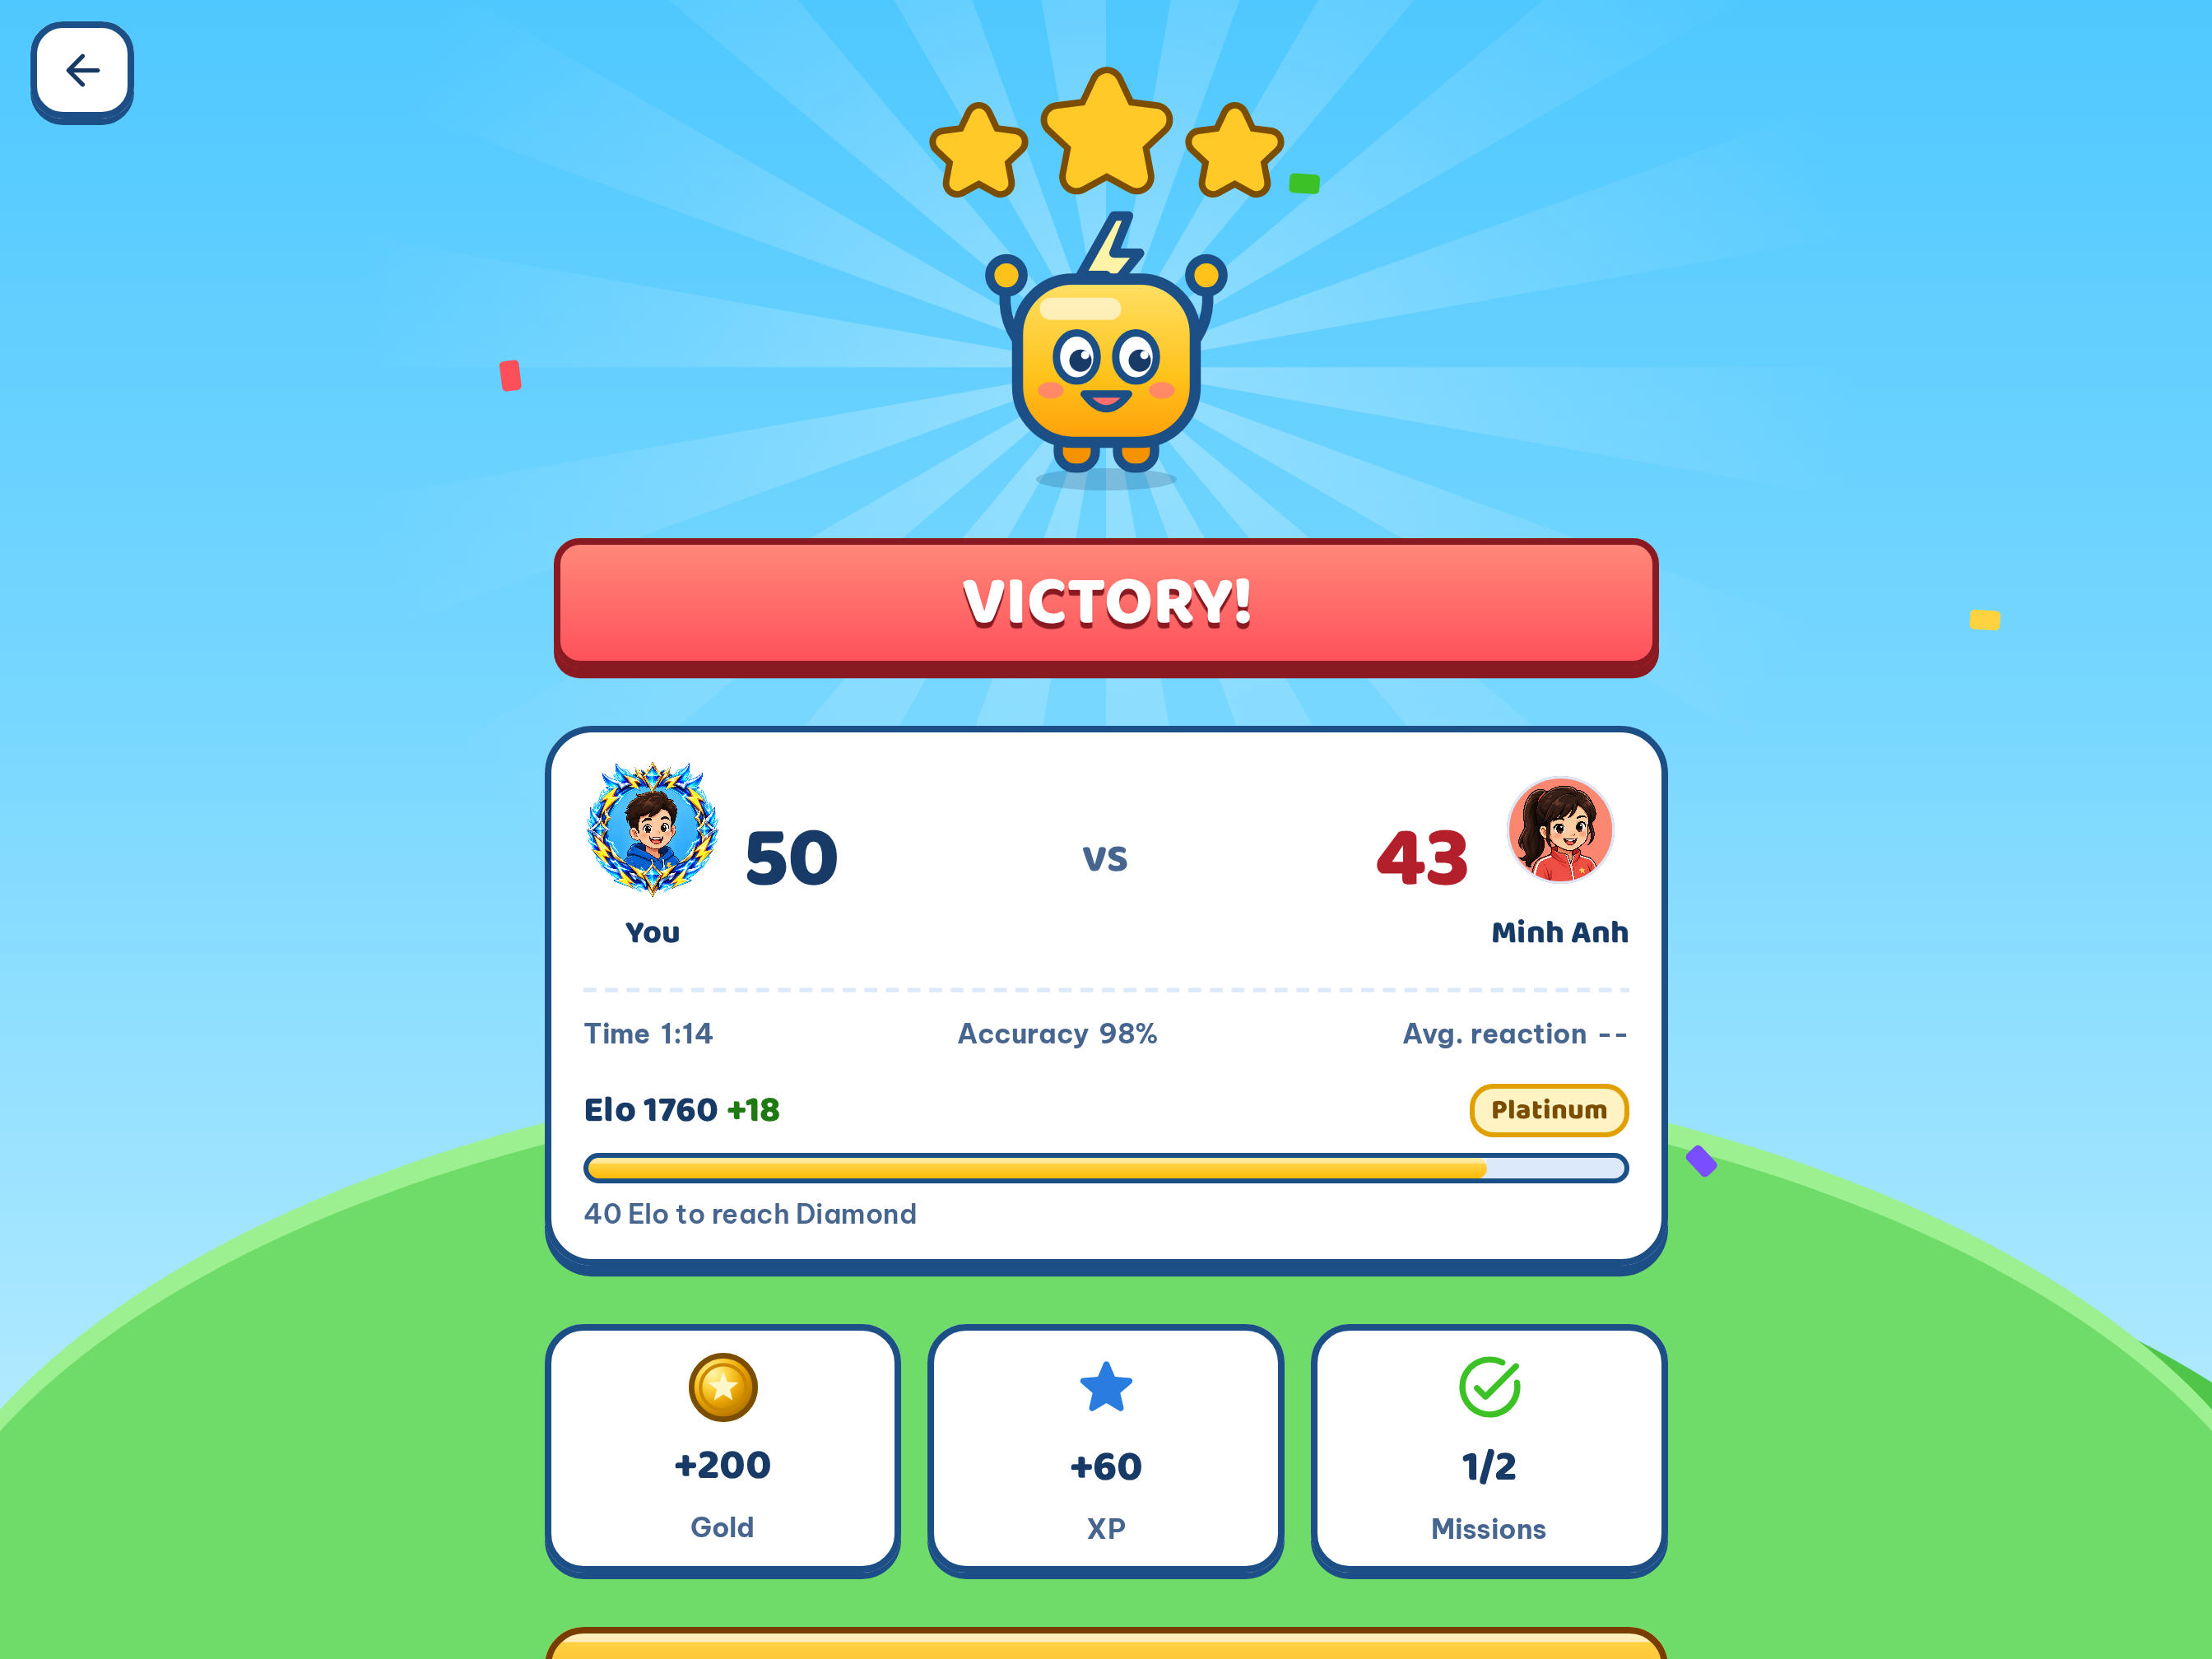 VICTORY!
50 vs 43
You Minh Anh
Time 1:14 Accuracy 98% Avg. reaction --
Elo 1760 +18 Platinum
40 Elo to reach Diamond
+200 +60 1/2
Gold XP Missions